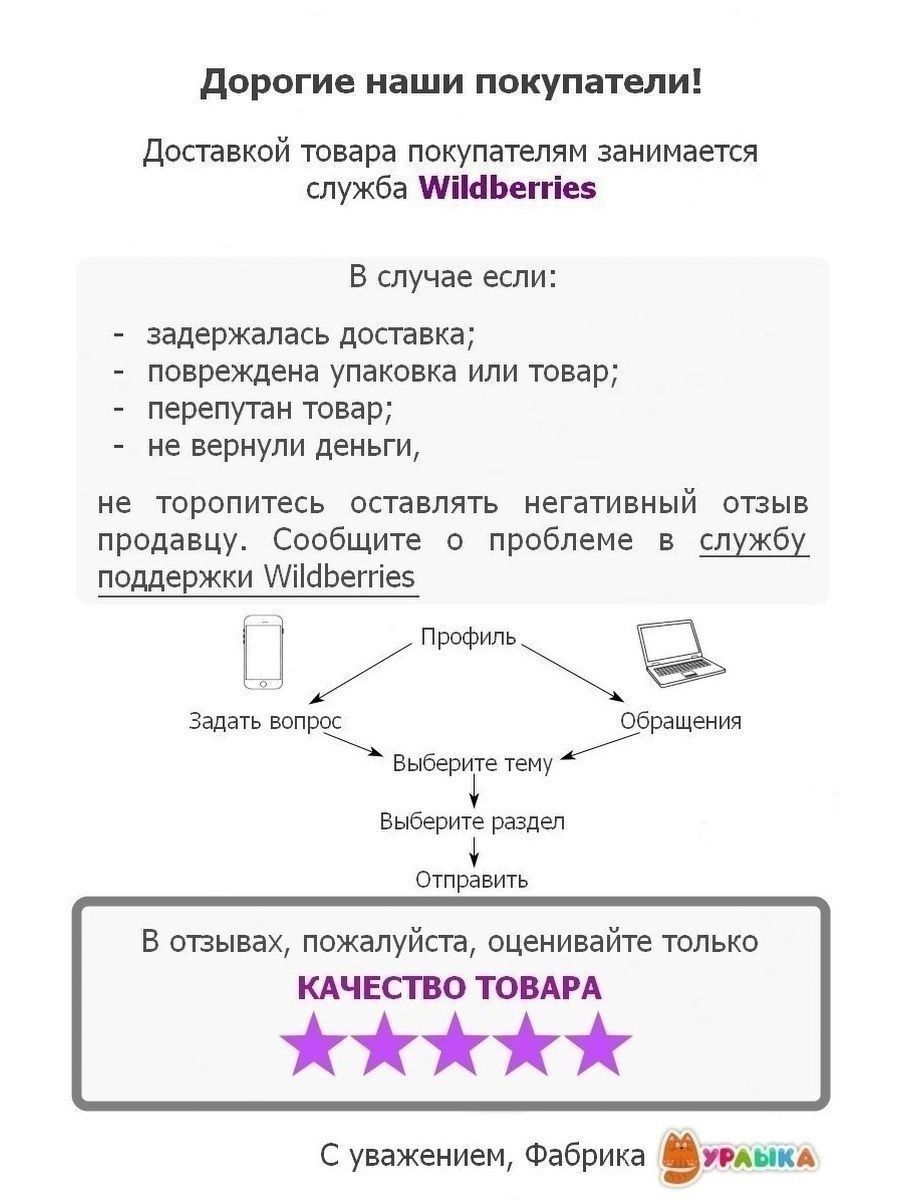 Дорогие наши покупатели!
Доставкой товара покупателям занимается
служба Wildberries
В случае если:
- задержалась доставка;
- повреждена упаковка или товар;
- перепутан товар;
- не вернули деньги,
не торопитесь оставлять негативный отзыв
продавцу. Сообщите о проблеме в службу
поддержки Wildberries
Профиль
Задать вопрос
Обращения
Выберите тему
Выберите раздел
Отправить
В отзывах, пожалуйста, оценивайте только
КАЧЕСТВО ТОВАРА
С уважением, Фабрика УРЛЫКА